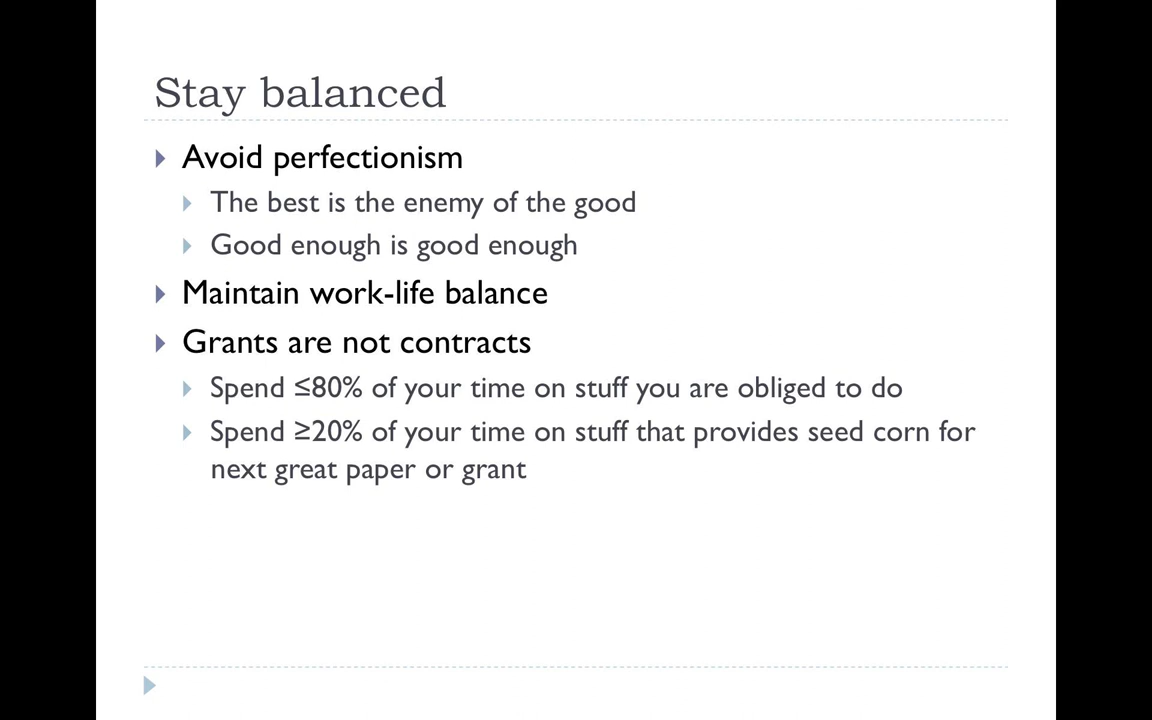 Stay balanced
Avoid perfectionism
The best is the enemy of the good
Good enough is good enough
Maintain work-life balance
Grants are not contracts
Spend ≤80% of your time on stuff you are obliged to do
Spend ≥20% of your time on stuff that provides seed corn for
next great paper or grant